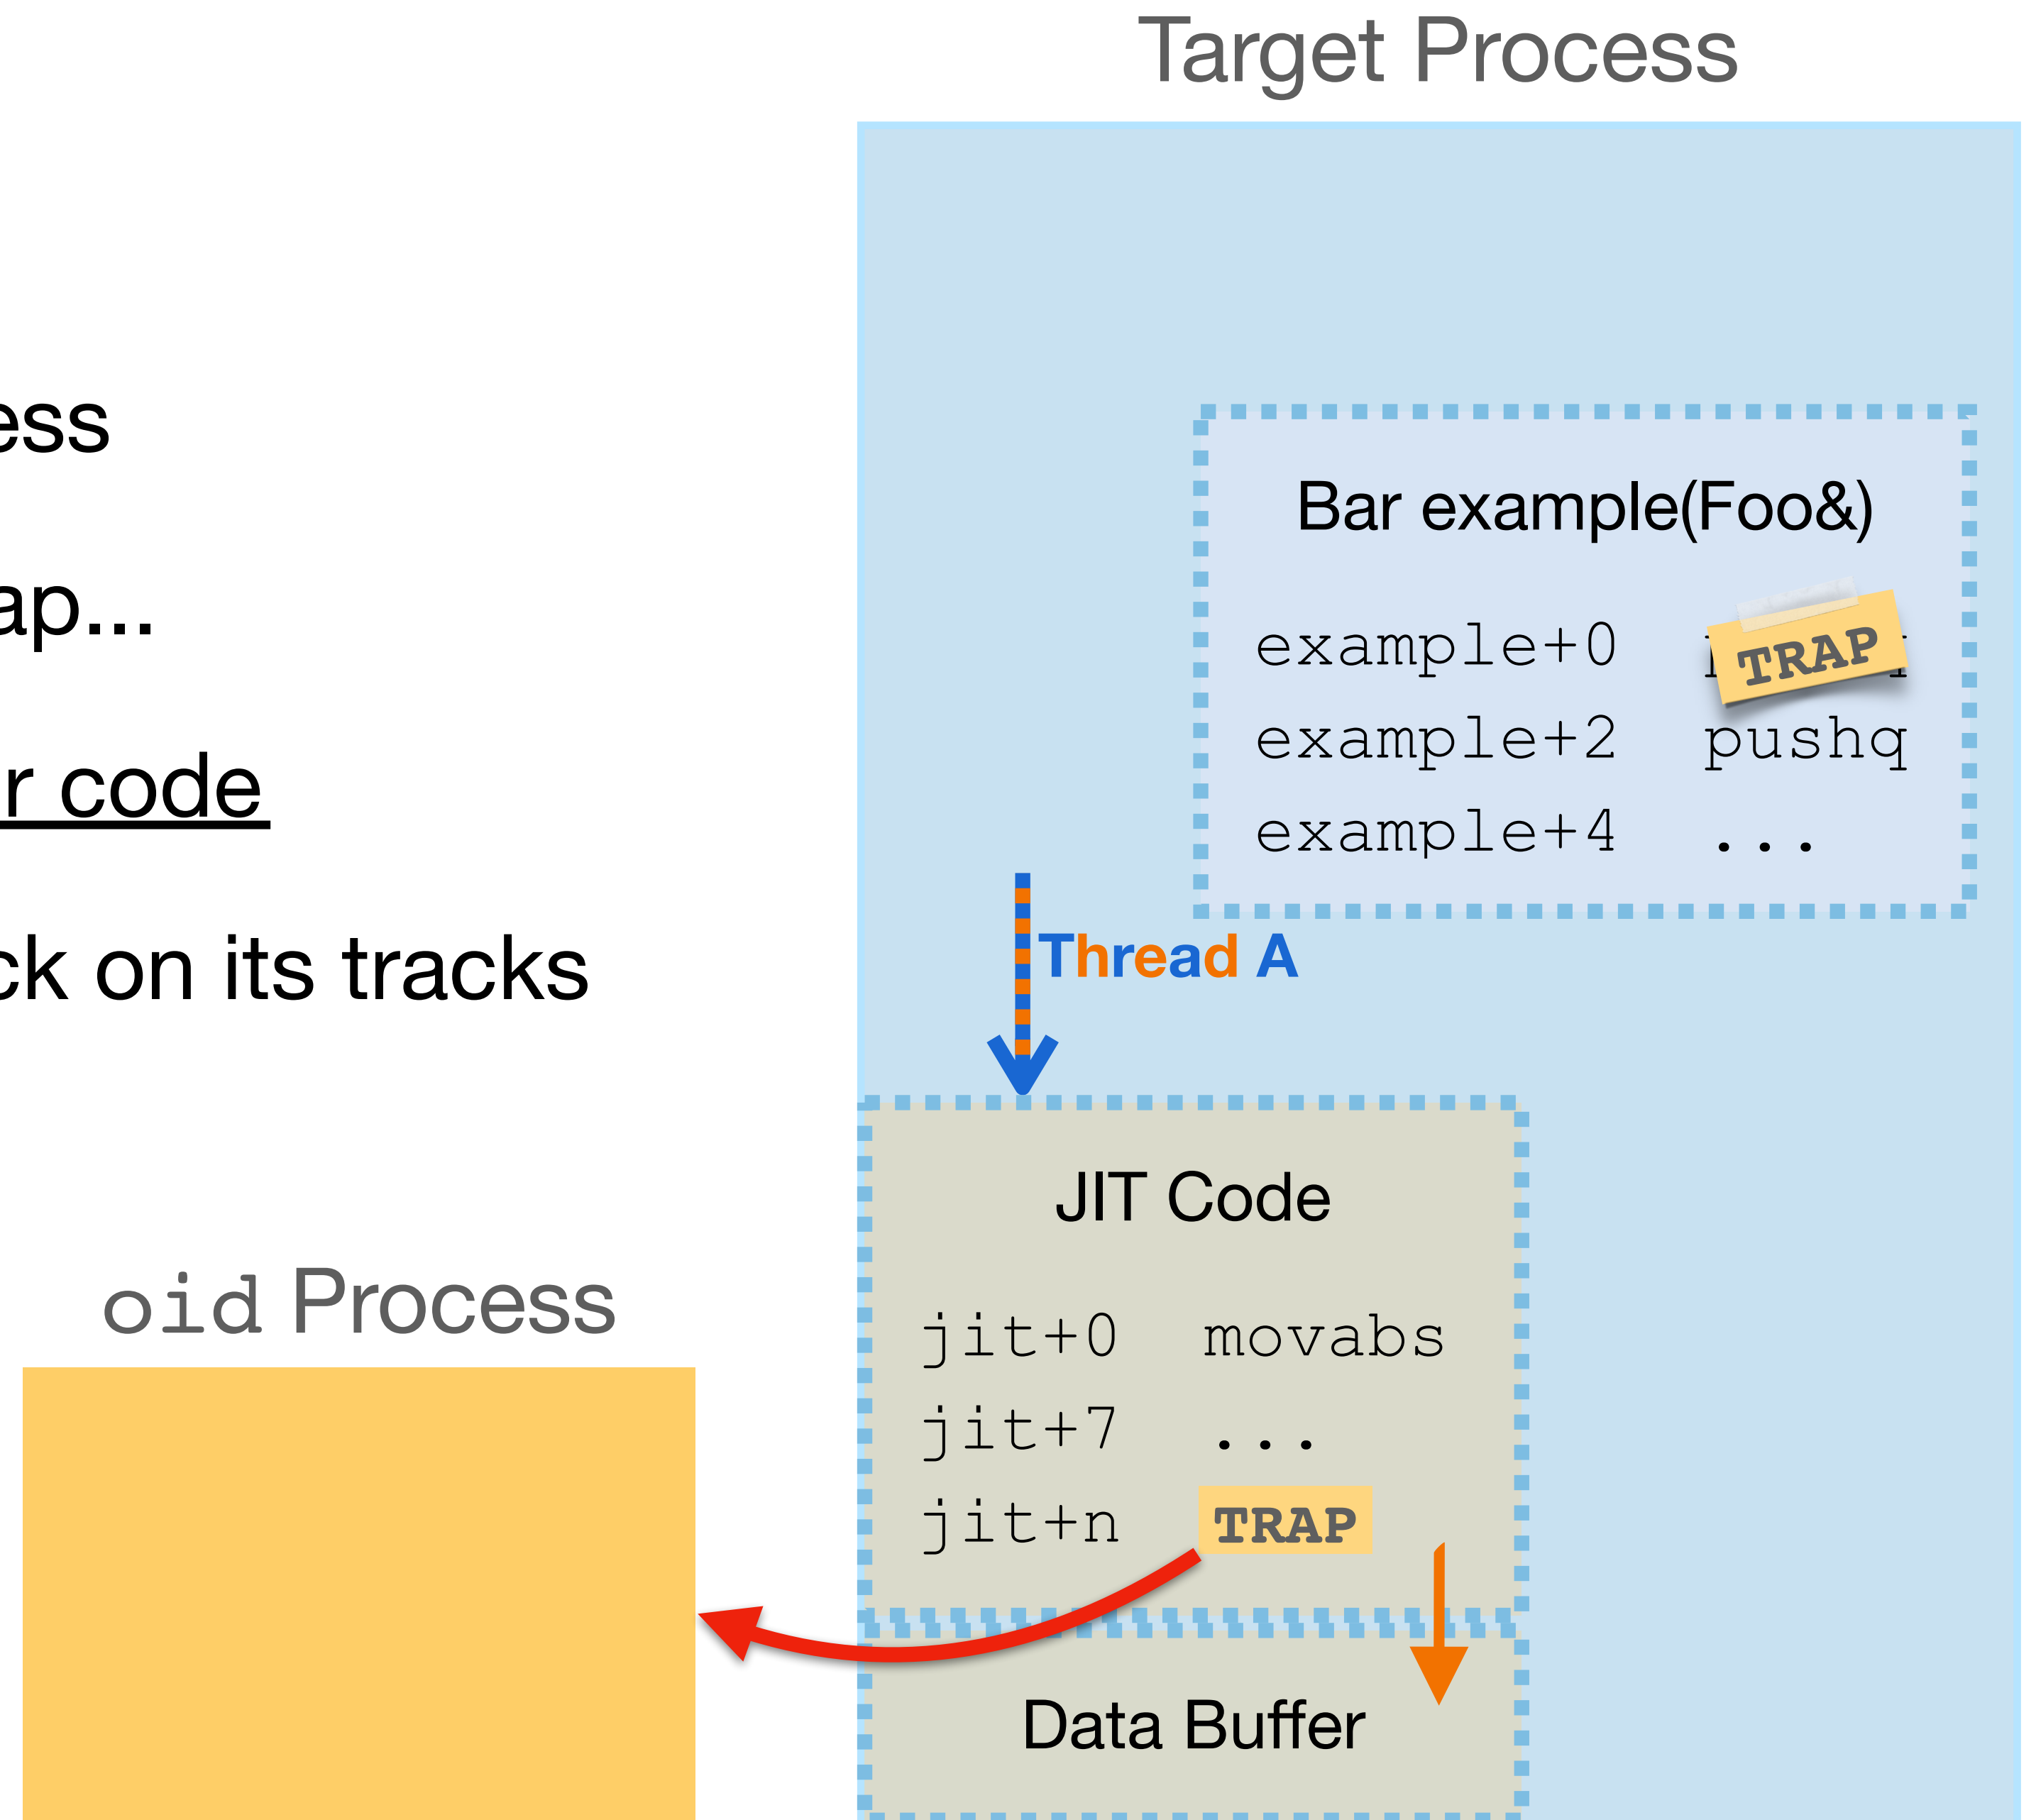 Target Process
ess
ap...
r code
ck on its tracks
Bar example(Foo&)
example+0 TRAP
example+2 pushq
example+4 ...
Thread A
JIT Code
jit+0 movabs
jit+7 ...
jit+n TRAP
oid Process
Data Buffer